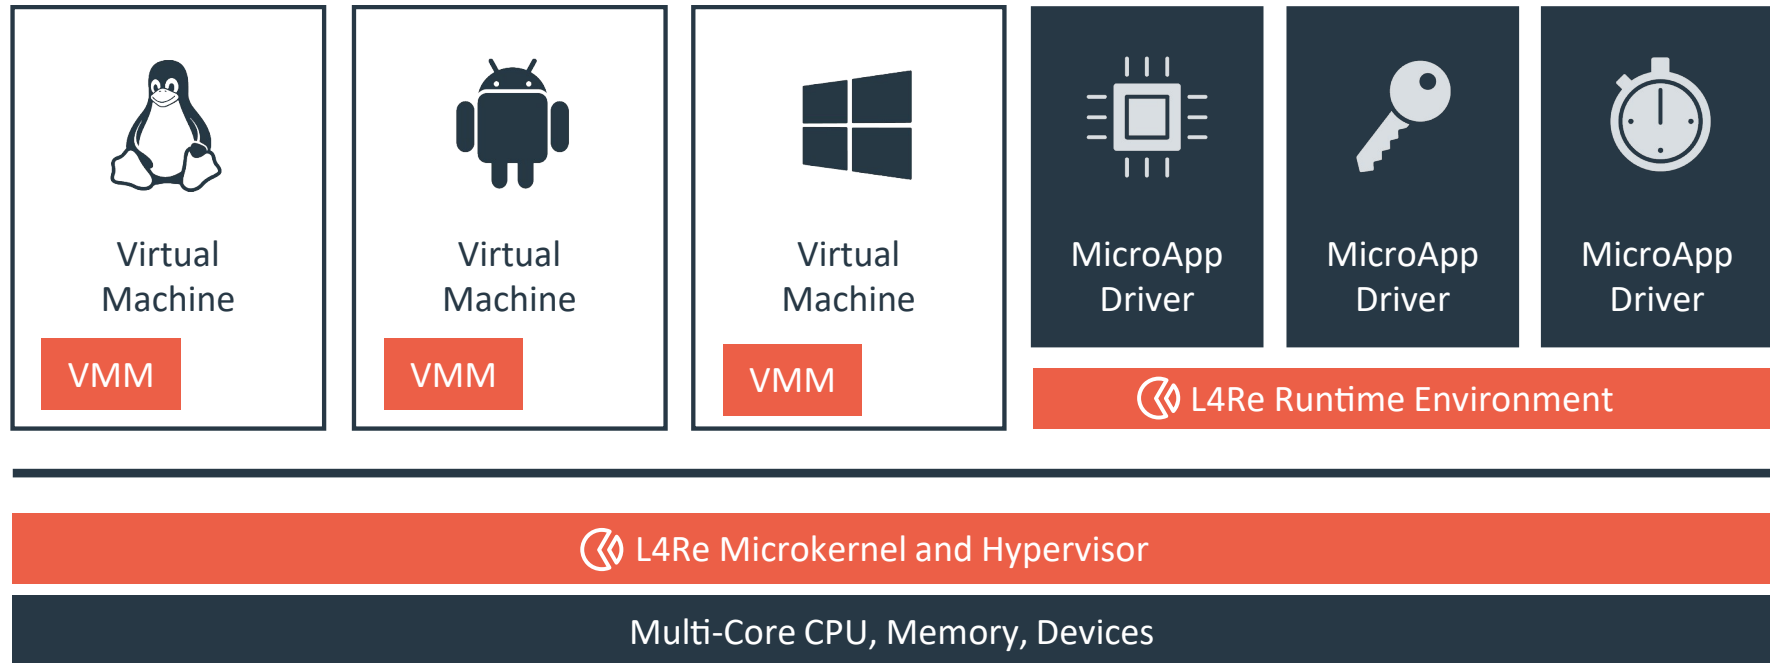 Virtual
Machine
VMM
Virtual
Machine
VMM
Virtual
Machine
VMM
MicroApp
Driver
MicroApp
Driver
MicroApp
Driver
L4Re Runtime Environment
L4Re Microkernel and Hypervisor
Multi-Core CPU, Memory, Devices